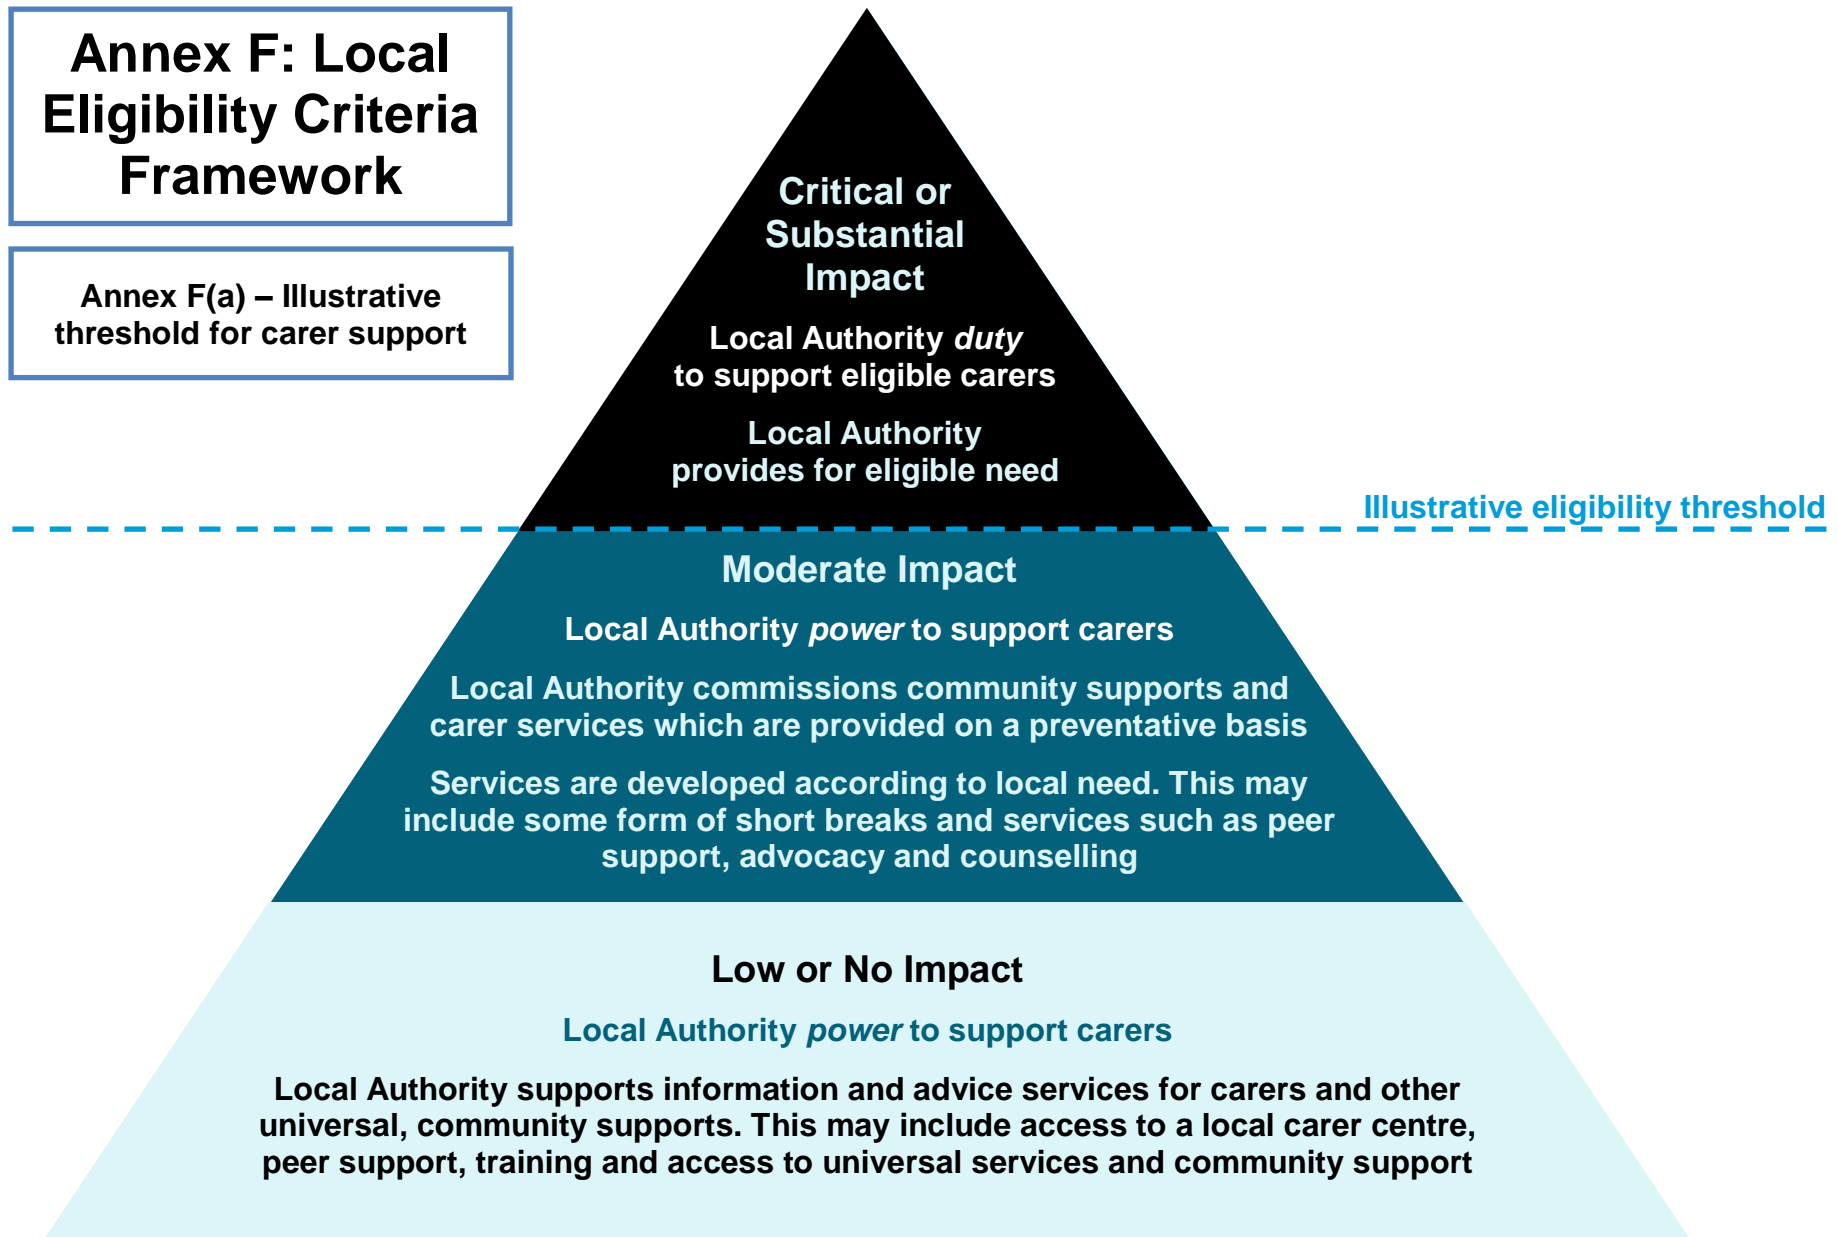 Annex F: Local
Eligibility Criteria
Framework
Annex F(a) – Illustrative
threshold for carer support
Critical or
Substantial
Impact
Local Authority duty
to support eligible carers
Local Authority
provides for eligible need
Illustrative eligibility threshold
Moderate Impact
Local Authority power to support carers
Local Authority commissions community supports and
carer services which are provided on a preventative basis
Services are developed according to local need. This may
include some form of short breaks and services such as peer
support, advocacy and counselling
Low or No Impact
Local Authority power to support carers
Local Authority supports information and advice services for carers and other
universal, community supports. This may include access to a local carer centre,
peer support, training and access to universal services and community support